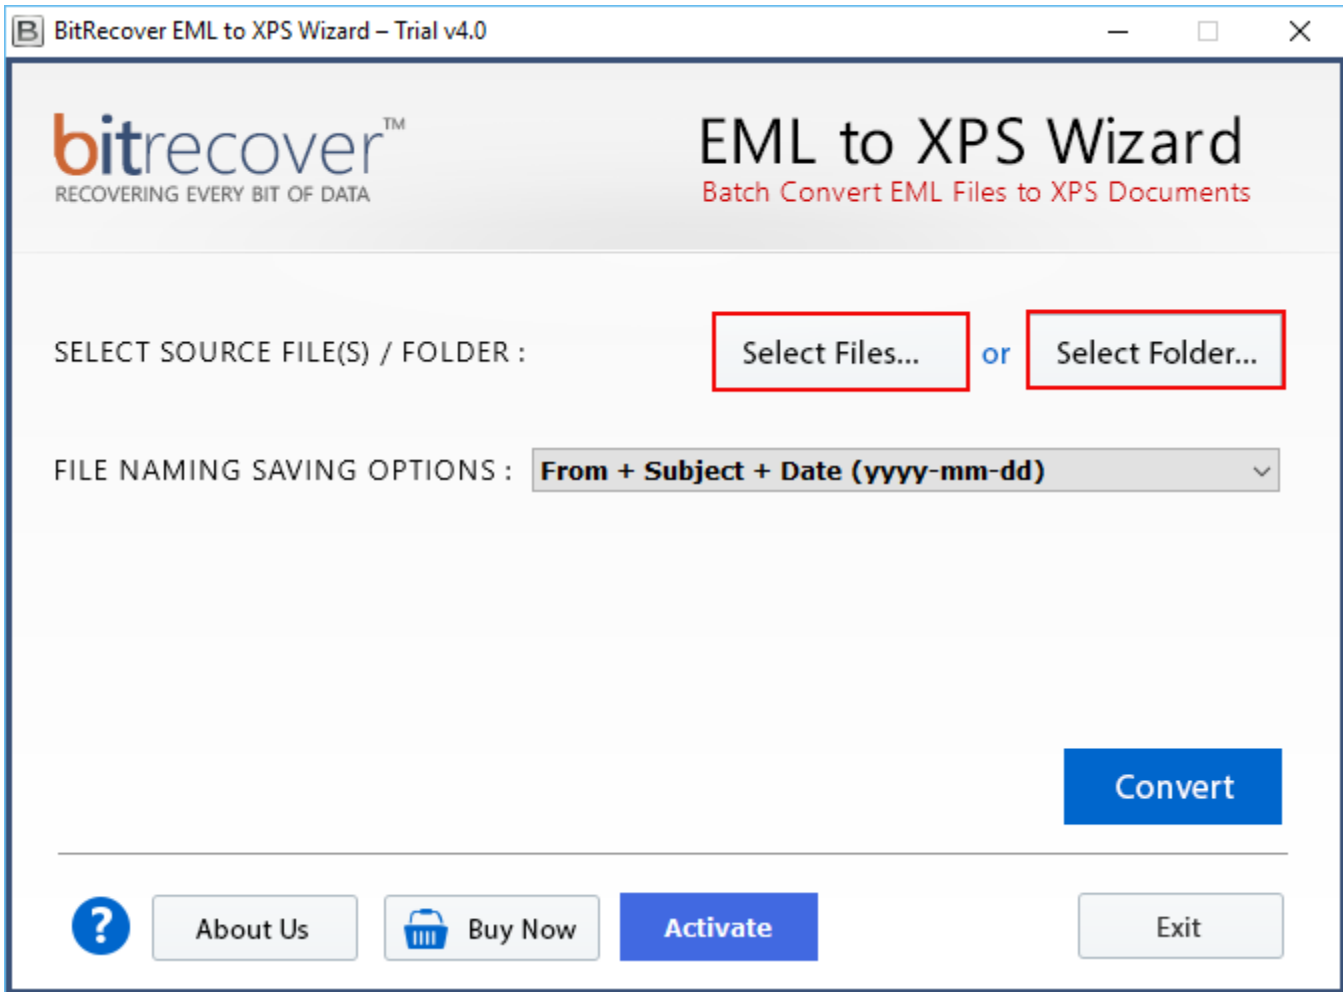 BitRecover EML to XPS Wizard – Trial v4.0
bitrecover™
RECOVERING EVERY BIT OF DATA
EML to XPS Wizard
Batch Convert EML Files to XPS Documents
SELECT SOURCE FILE(S) / FOLDER : Select Files... or Select Folder...
FILE NAMING SAVING OPTIONS : From + Subject + Date (yyyy-mm-dd)
Convert
? About Us Buy Now Activate Exit